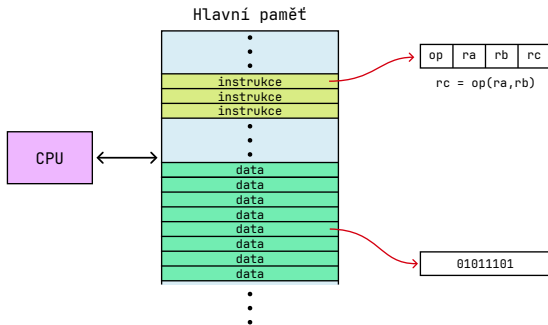 Hlavní paměť
op ra rb rc
rc = op(ra,rb)
instrukce
instrukce
instrukce
CPU
data
data
data
data
data
data
data
data
01011101